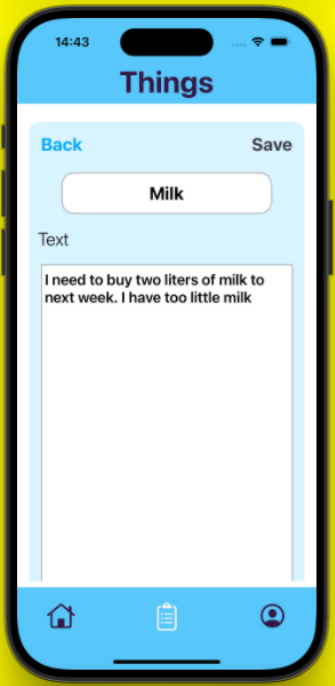 14:43
Things
Back
Save
Milk
Text
I need to buy two liters of milk to
next week. I have too little milk